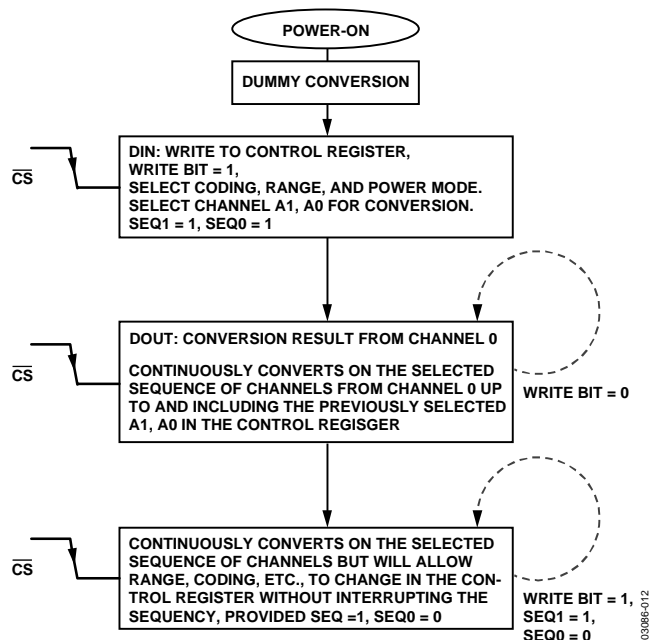 POWER-ON
DUMMY CONVERSION
CS
DIN: WRITE TO CONTROL REGISTER,
WRITE BIT = 1,
SELECT CODING, RANGE, AND POWER MODE.
SELECT CHANNEL A1, A0 FOR CONVERSION.
SEQ1 = 1, SEQ0 = 1
CS
DOUT: CONVERSION RESULT FROM CHANNEL 0
CONTINUOUSLY CONVERTS ON THE SELECTED
SEQUENCE OF CHANNELS FROM CHANNEL 0 UP
TO AND INCLUDING THE PREVIOUSLY SELECTED
A1, A0 IN THE CONTROL REGISGER
WRITE BIT = 0
CS
CONTINUOUSLY CONVERTS ON THE SELECTED
SEQUENCE OF CHANNELS BUT WILL ALLOW
RANGE, CODING, ETC., TO CHANGE IN THE CON-
TROL REGISTER WITHOUT INTERRUPTING THE
SEQUENCY, PROVIDED SEQ =1, SEQ0 = 0
WRITE BIT = 1,
SEQ1 = 1,
SEQ0 = 0
03086-012